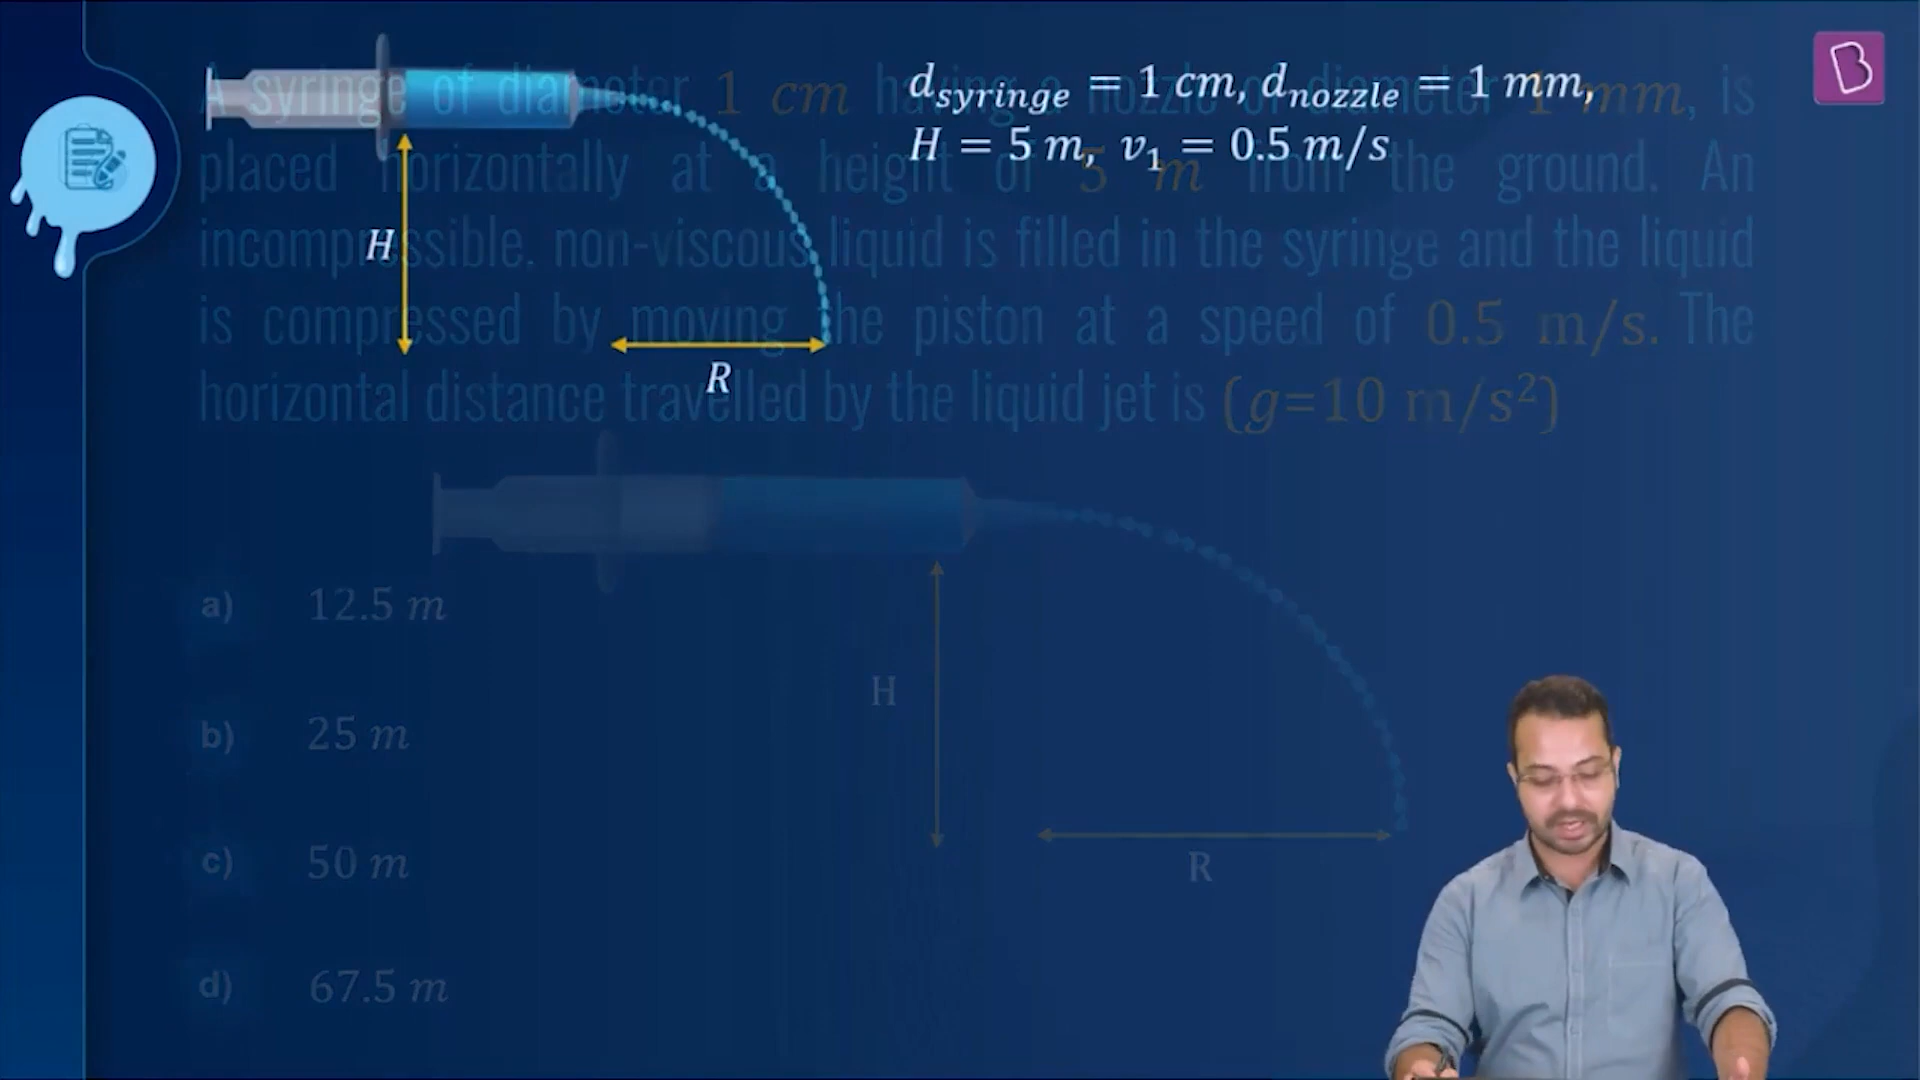 d_syringe = 1 cm, d_nozzle = 1 mm,
H = 5 m, v₁ = 0.5 m/s
H
R
A syringe of diameter 1 cm having a nozzle of diameter 1 mm, is
placed horizontally at a height of 5 m from the ground. An
incompressible. non-viscous liquid is filled in the syringe and the liquid
is compressed by moving the piston at a speed of 0.5 m/s. The
horizontal distance travelled by the liquid jet is (g=10 m/s²)
H
R
a) 12.5 m
b) 25 m
c) 50 m
d) 67.5 m
B